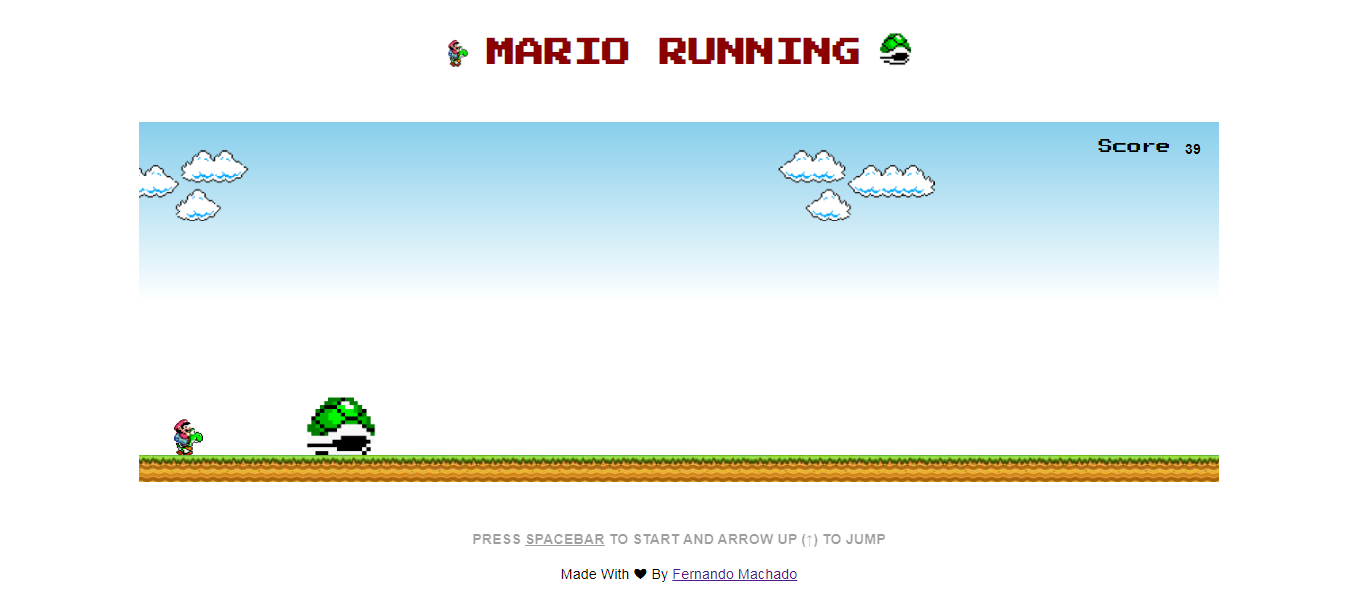 MARIO RUNNING
Score 39
PRESS SPACEBAR TO START AND ARROW UP (↑) TO JUMP
Made With ♥ By Fernando Machado